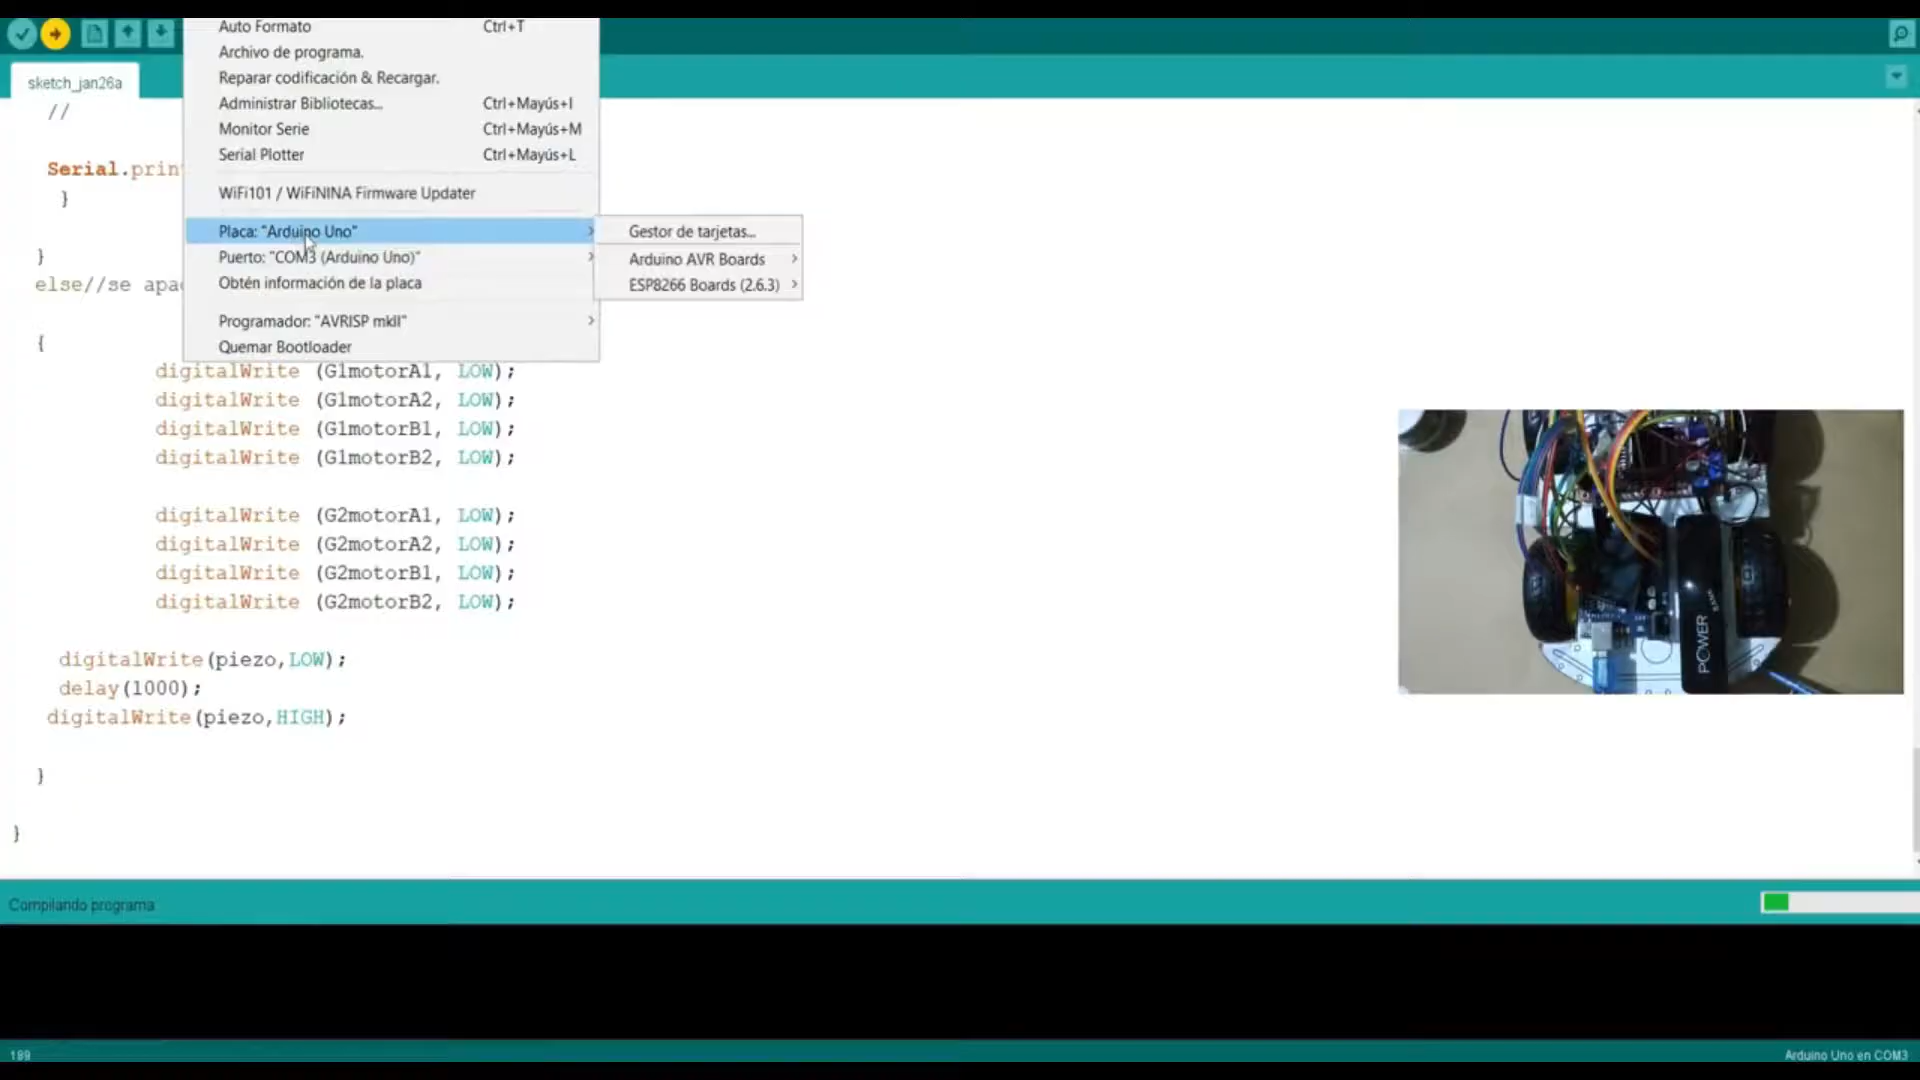 Auto Formato Ctrl+T
Archivo de programa.
Reparar codificación & Recargar.
Administrar Bibliotecas... Ctrl+Mayús+I
Monitor Serie Ctrl+Mayús+M
Serial Plotter Ctrl+Mayús+L
WiFi101 / WiFiNINA Firmware Updater
Placa: "Arduino Uno"
Puerto: "COM3 (Arduino Uno)"
Obtén información de la placa
Programador: "AVRISP mkII"
Quemar Bootloader
Gestor de tarjetas...
Arduino AVR Boards
ESP8266 Boards (2.6.3)
sketch_jan26a
//
Serial.prin
}
}
else//se apa
{
digitalWrite (G1motorA1, LOW);
digitalWrite (G1motorA2, LOW);
digitalWrite (G1motorB1, LOW);
digitalWrite (G1motorB2, LOW);
digitalWrite (G2motorA1, LOW);
digitalWrite (G2motorA2, LOW);
digitalWrite (G2motorB1, LOW);
digitalWrite (G2motorB2, LOW);
digitalWrite(piezo,LOW);
delay(1000);
digitalWrite(piezo,HIGH);
}
}
POWER
BANK
Compilando programa
189
Arduino Uno en COM3